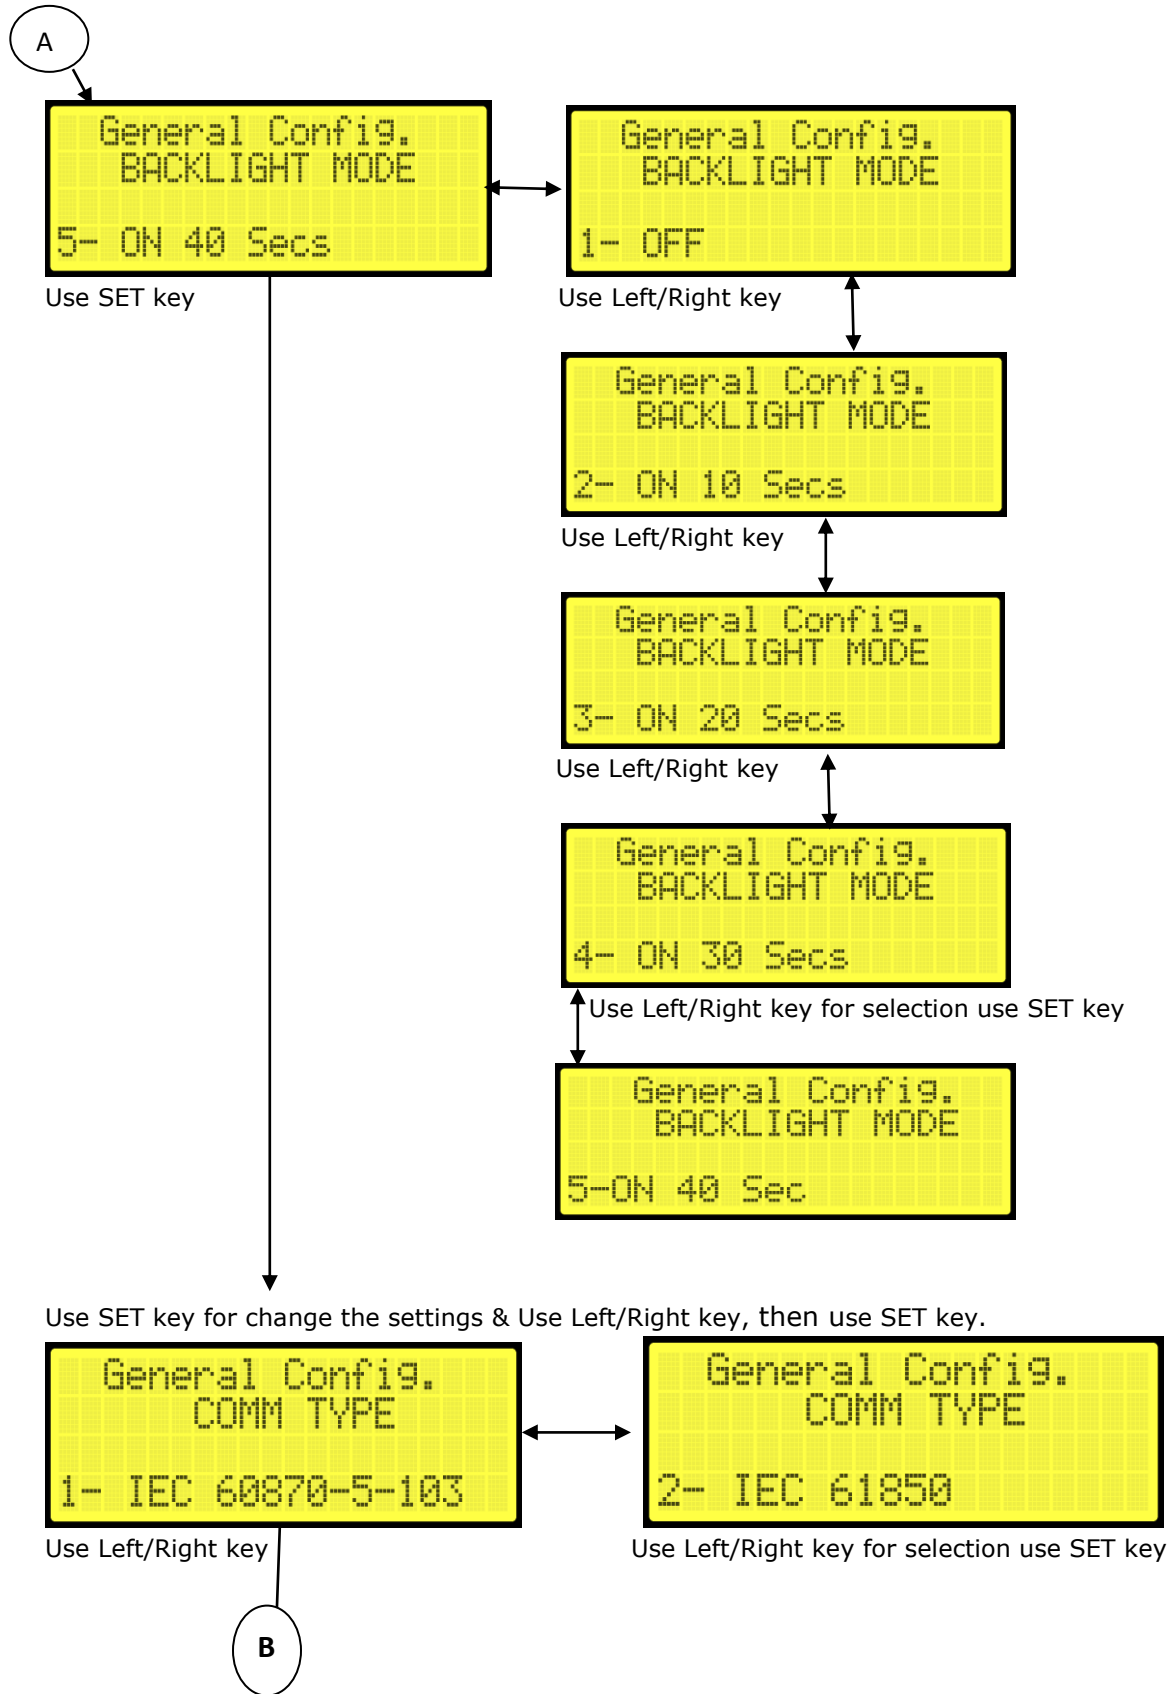 A
General Config.
BACKLIGHT MODE
5- ON 40 Secs
Use SET key
General Config.
BACKLIGHT MODE
1- OFF
Use Left/Right key
General Config.
BACKLIGHT MODE
2- ON 10 Secs
Use Left/Right key
General Config.
BACKLIGHT MODE
3- ON 20 Secs
Use Left/Right key
General Config.
BACKLIGHT MODE
4- ON 30 Secs
Use Left/Right key for selection use SET key
General Config.
BACKLIGHT MODE
5-ON 40 Sec
Use SET key for change the settings & Use Left/Right key, then use SET key.
General Config.
COMM TYPE
1- IEC 60870-5-103
Use Left/Right key
General Config.
COMM TYPE
2- IEC 61850
Use Left/Right key for selection use SET key
B